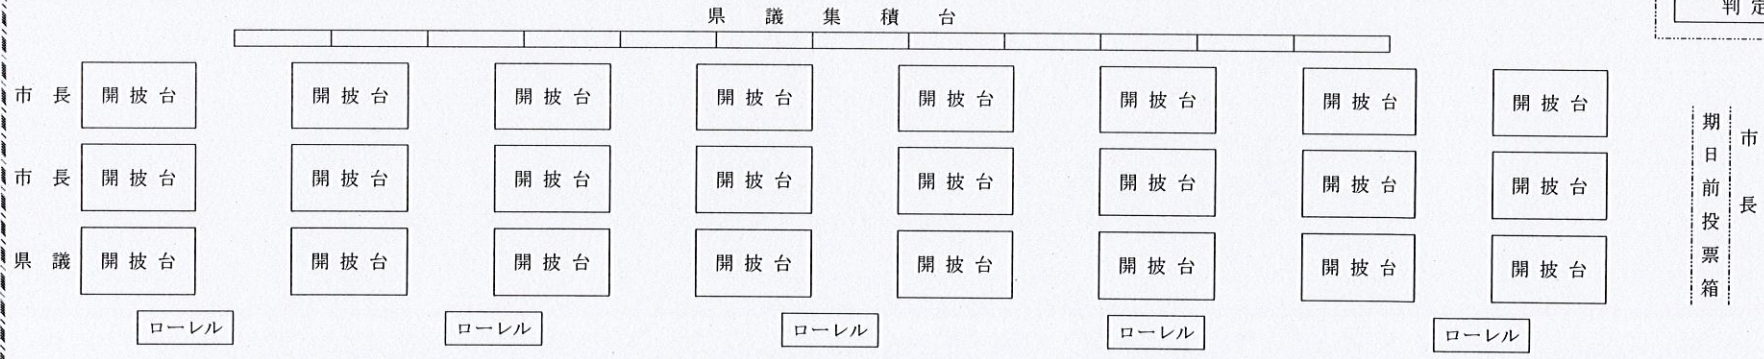 判定
県議集積台
市長 開披台 開披台 開披台 開披台 開披台 開披台 開披台 開披台
市長 開披台 開披台 開披台 開披台 開披台 開披台 開披台 開披台
県議 開披台 開披台 開披台 開披台 開披台 開披台 開披台 開披台
ローレル ローレル ローレル ローレル ローレル
期日前投票箱
市長